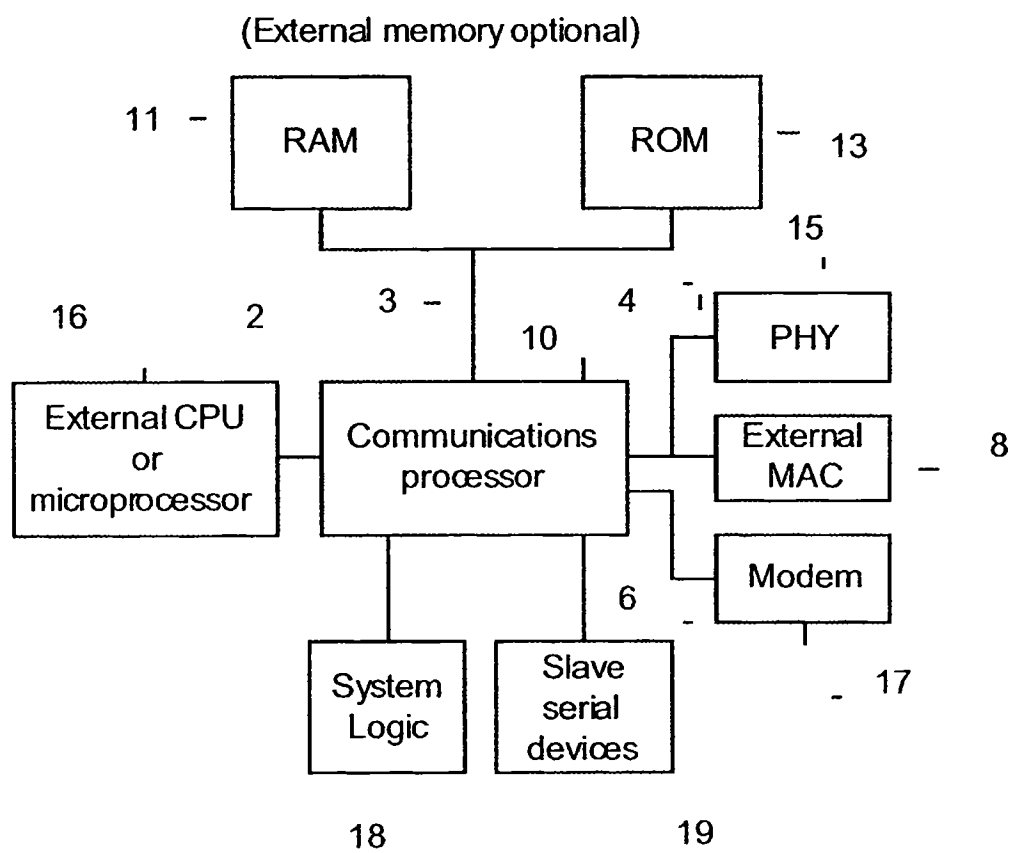 (External memory optional)
11
RAM
ROM
13
15
16
2
3
4
10
PHY
External CPU
or
microprocessor
Communications
processor
External
MAC
8
Modem
6
System
Logic
Slave
serial
devices
17
18
19